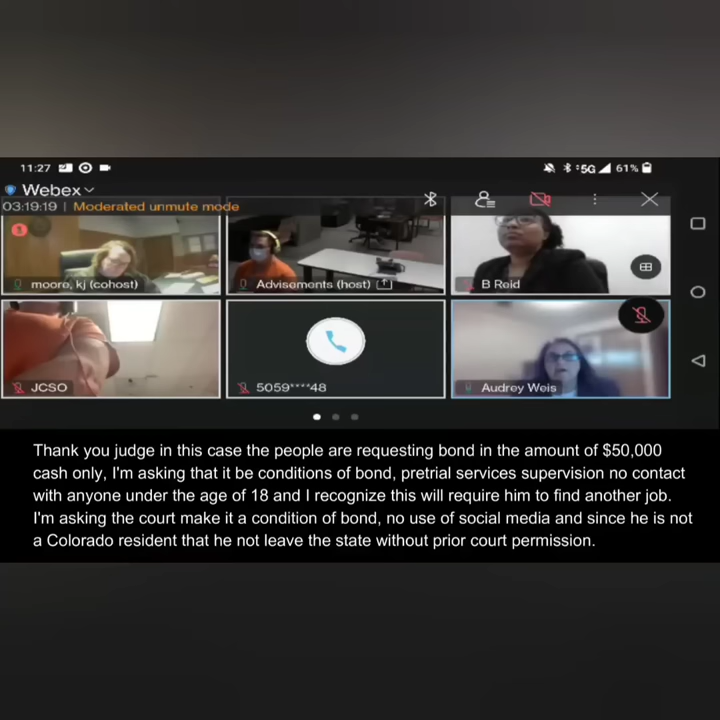 11:27
5G 61%
Webex
03:19:19 | Moderated unmute mode
moore, kj (cohost)
Advisements (host)
B Reid
JCSO
5059****48
Audrey Weis
Thank you judge in this case the people are requesting bond in the amount of $50,000
cash only, I'm asking that it be conditions of bond, pretrial services supervision no contact
with anyone under the age of 18 and I recognize this will require him to find another job.
I'm asking the court make it a condition of bond, no use of social media and since he is not
a Colorado resident that he not leave the state without prior court permission.